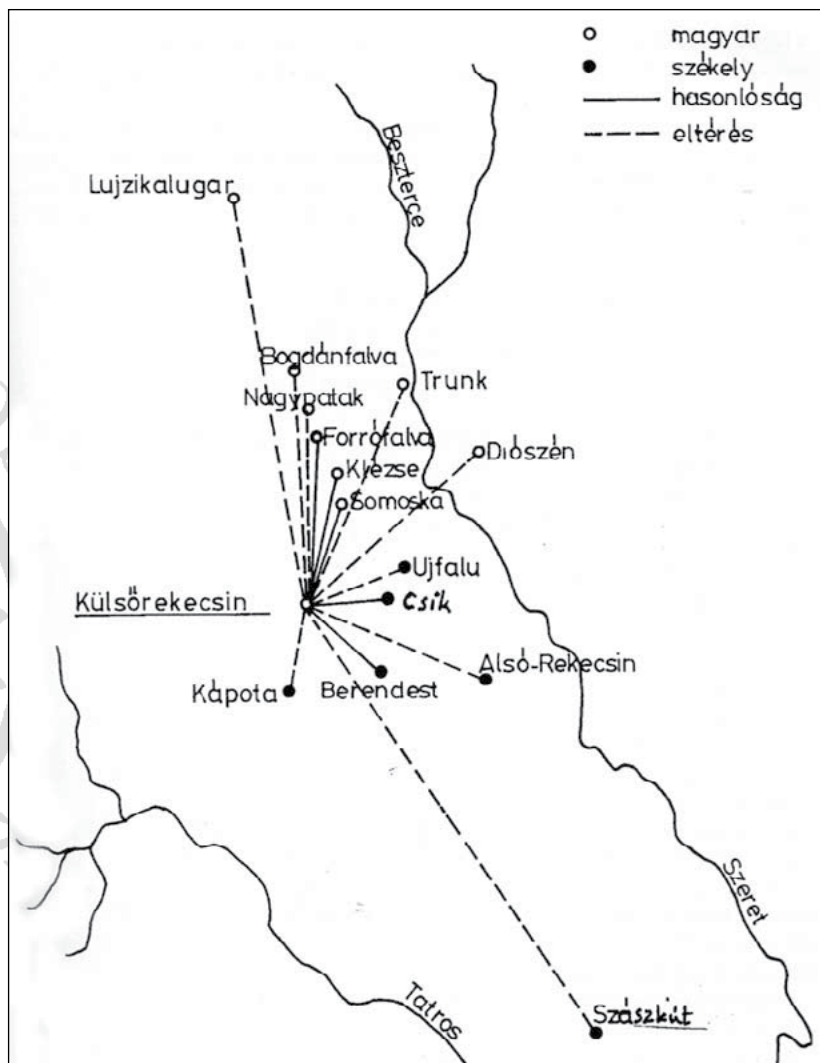 magyar
székely
hasonlóság
eltérés
Beszterce
Lujzikalugar
Bogdánfalva
Trunk
Nagypatak
Forrófalva
Diószén
Klézse
Somoska
Ujfalu
Csík
Külsőrekecsin
Alsó-Rekecsin
Kápota
Berendest
Szeret
Tatros
Szászkút